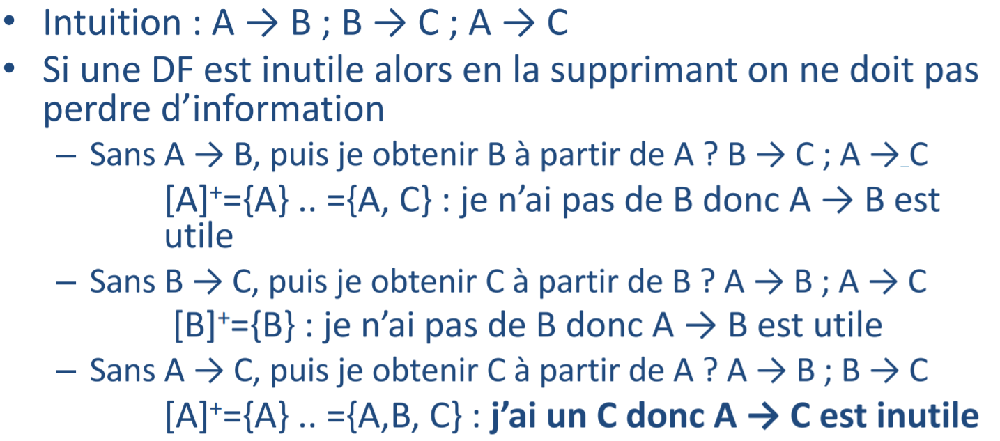 • Intuition : A → B ; B → C ; A → C
• Si une DF est inutile alors en la supprimant on ne doit pas
perdre d’information
– Sans A → B, puis je obtenir B à partir de A ? B → C ; A → C
[A]⁺={A} .. ={A, C} : je n’ai pas de B donc A → B est
utile
– Sans B → C, puis je obtenir C à partir de B ? A → B ; A → C
[B]⁺={B} : je n’ai pas de B donc A → B est utile
– Sans A → C, puis je obtenir C à partir de A ? A → B ; B → C
[A]⁺={A} .. ={A,B, C} : j’ai un C donc A → C est inutile